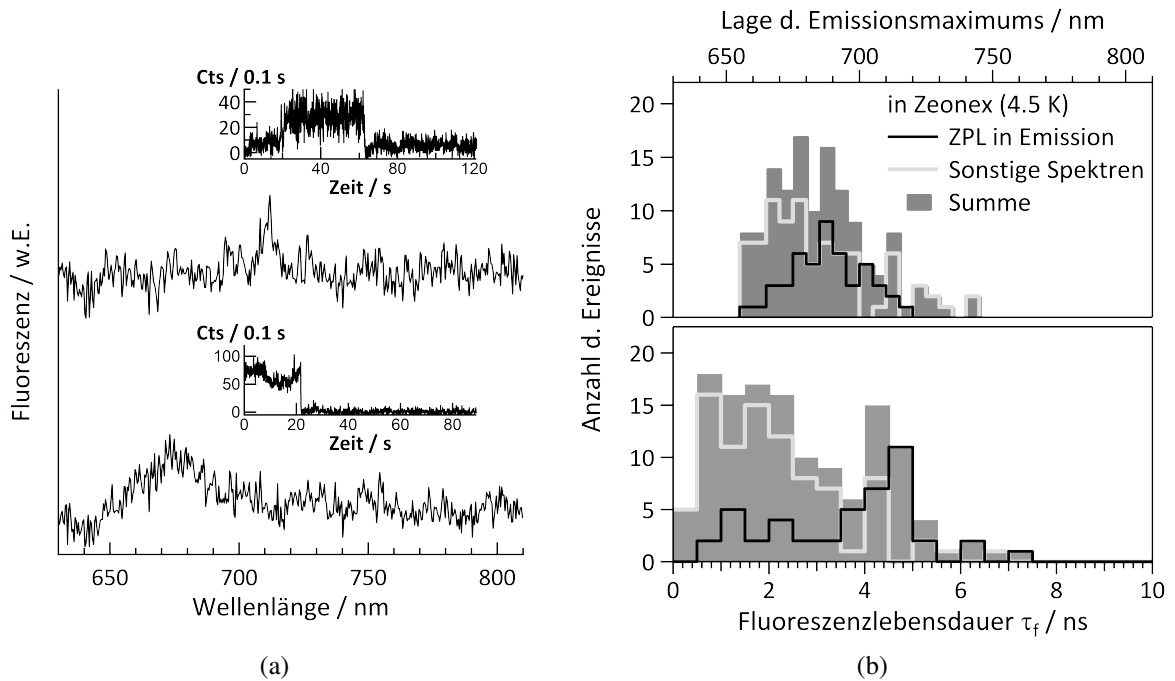 Cts / 0.1 s
40
20
0
0 40 80 120
Zeit / s
Cts / 0.1 s
100
50
0
0 20 40 60 80
Zeit / s
Fluoreszenz / w.E.
650 700 750 800
Wellenlänge / nm
(a)
Lage d. Emissionsmaximums / nm
650 700 750 800
in Zeonex (4.5 K)
ZPL in Emission
Sonstige Spektren
Summe
20
15
10
5
0
Anzahl d. Ereignisse
20
15
10
5
0
0 2 4 6 8 10
Fluoreszenzlebensdauer τf / ns
(b)